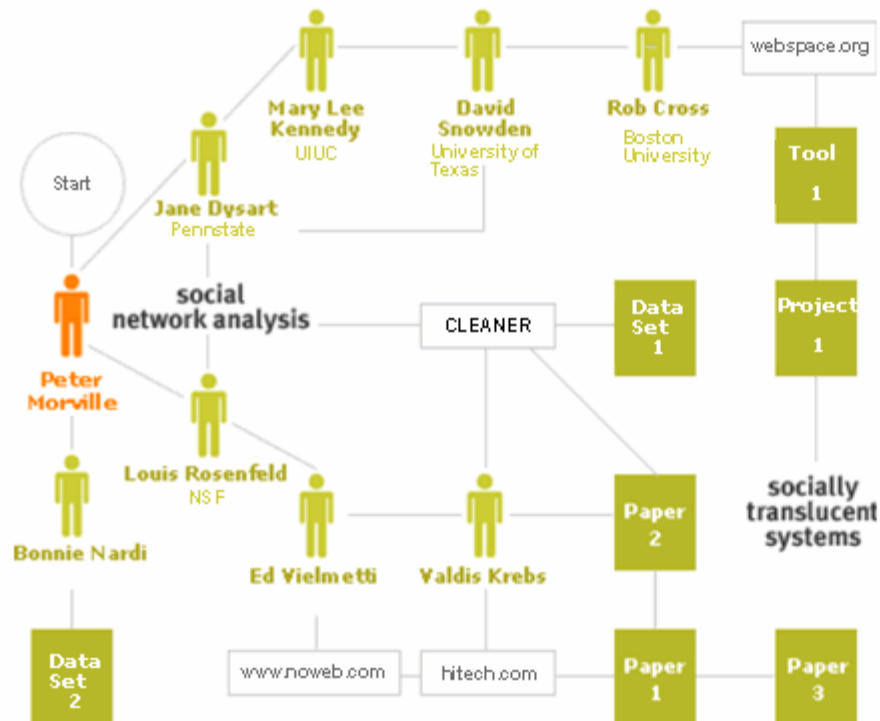 webspace.org
Mary Lee
Kennedy
UIUC
David
Snowden
University of
Texas
Rob Cross
Boston
University
Tool
1
Start
Jane Dysart
Pennstate
social
network analysis
CLEANER
Data
Set
1
Project
1
Peter
Morville
Louis Rosenfeld
NSF
Bonnie Nardi
Ed Vielmetti
Valdis Krebs
Paper
2
socially
translucent
systems
Data
Set
2
www.noweb.com
hitech.com
Paper
1
Paper
3